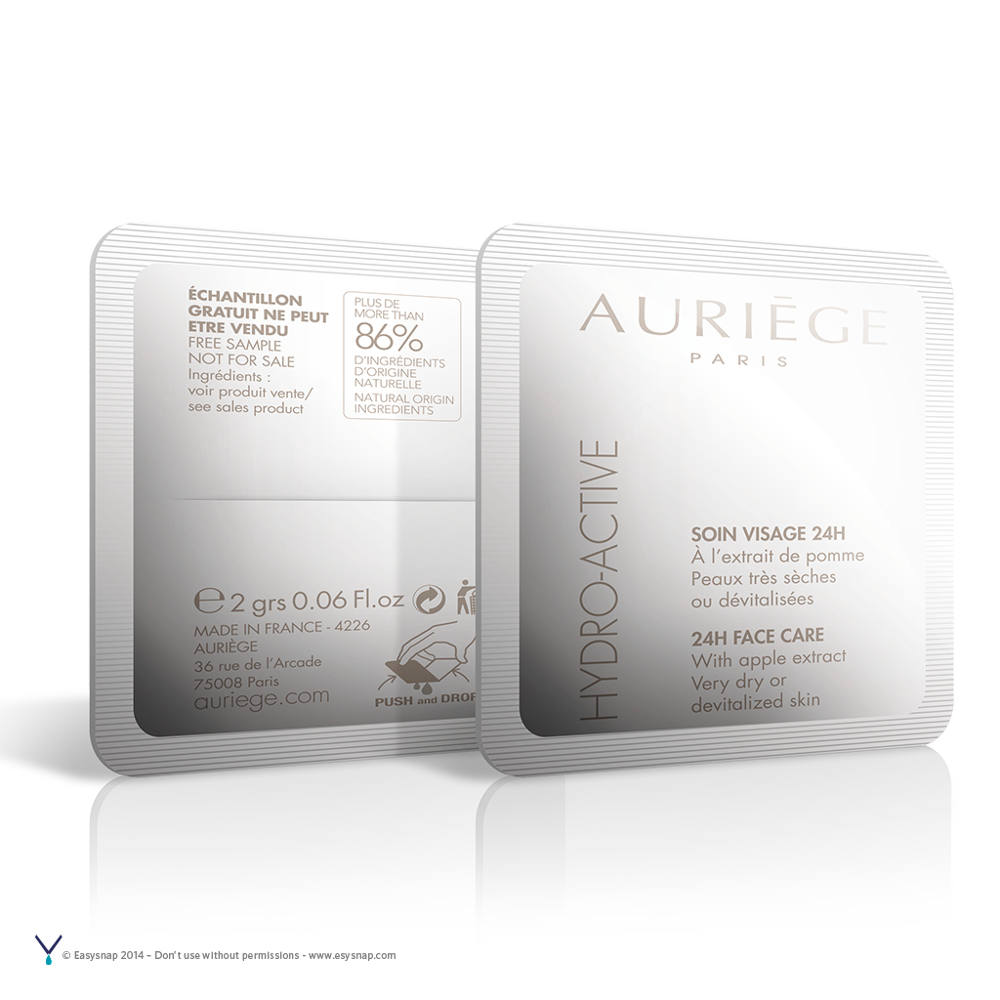 ÉCHANTILLON
GRATUIT NE PEUT
ETRE VENDU
FREE SAMPLE
NOT FOR SALE
Ingrédients :
voir produit vente/
see sales product
PLUS DE
MORE THAN
86%
D'INGRÉDIENTS
D'ORIGINE
NATURELLE
NATURAL ORIGIN
INGREDIENTS
℮ 2 grs 0.06 Fl.oz
MADE IN FRANCE - 4226
AURIÈGE
36 rue de l'Arcade
75008 Paris
auriege.com
PUSH and DROP
AURIĒGE
PARIS
HYDRO-ACTIVE
SOIN VISAGE 24H
À l'extrait de pomme
Peaux très sèches
ou dévitalisées
24H FACE CARE
With apple extract
Very dry or
devitalized skin
© Easysnap 2014 – Don't use without permissions - www.esysnap.com